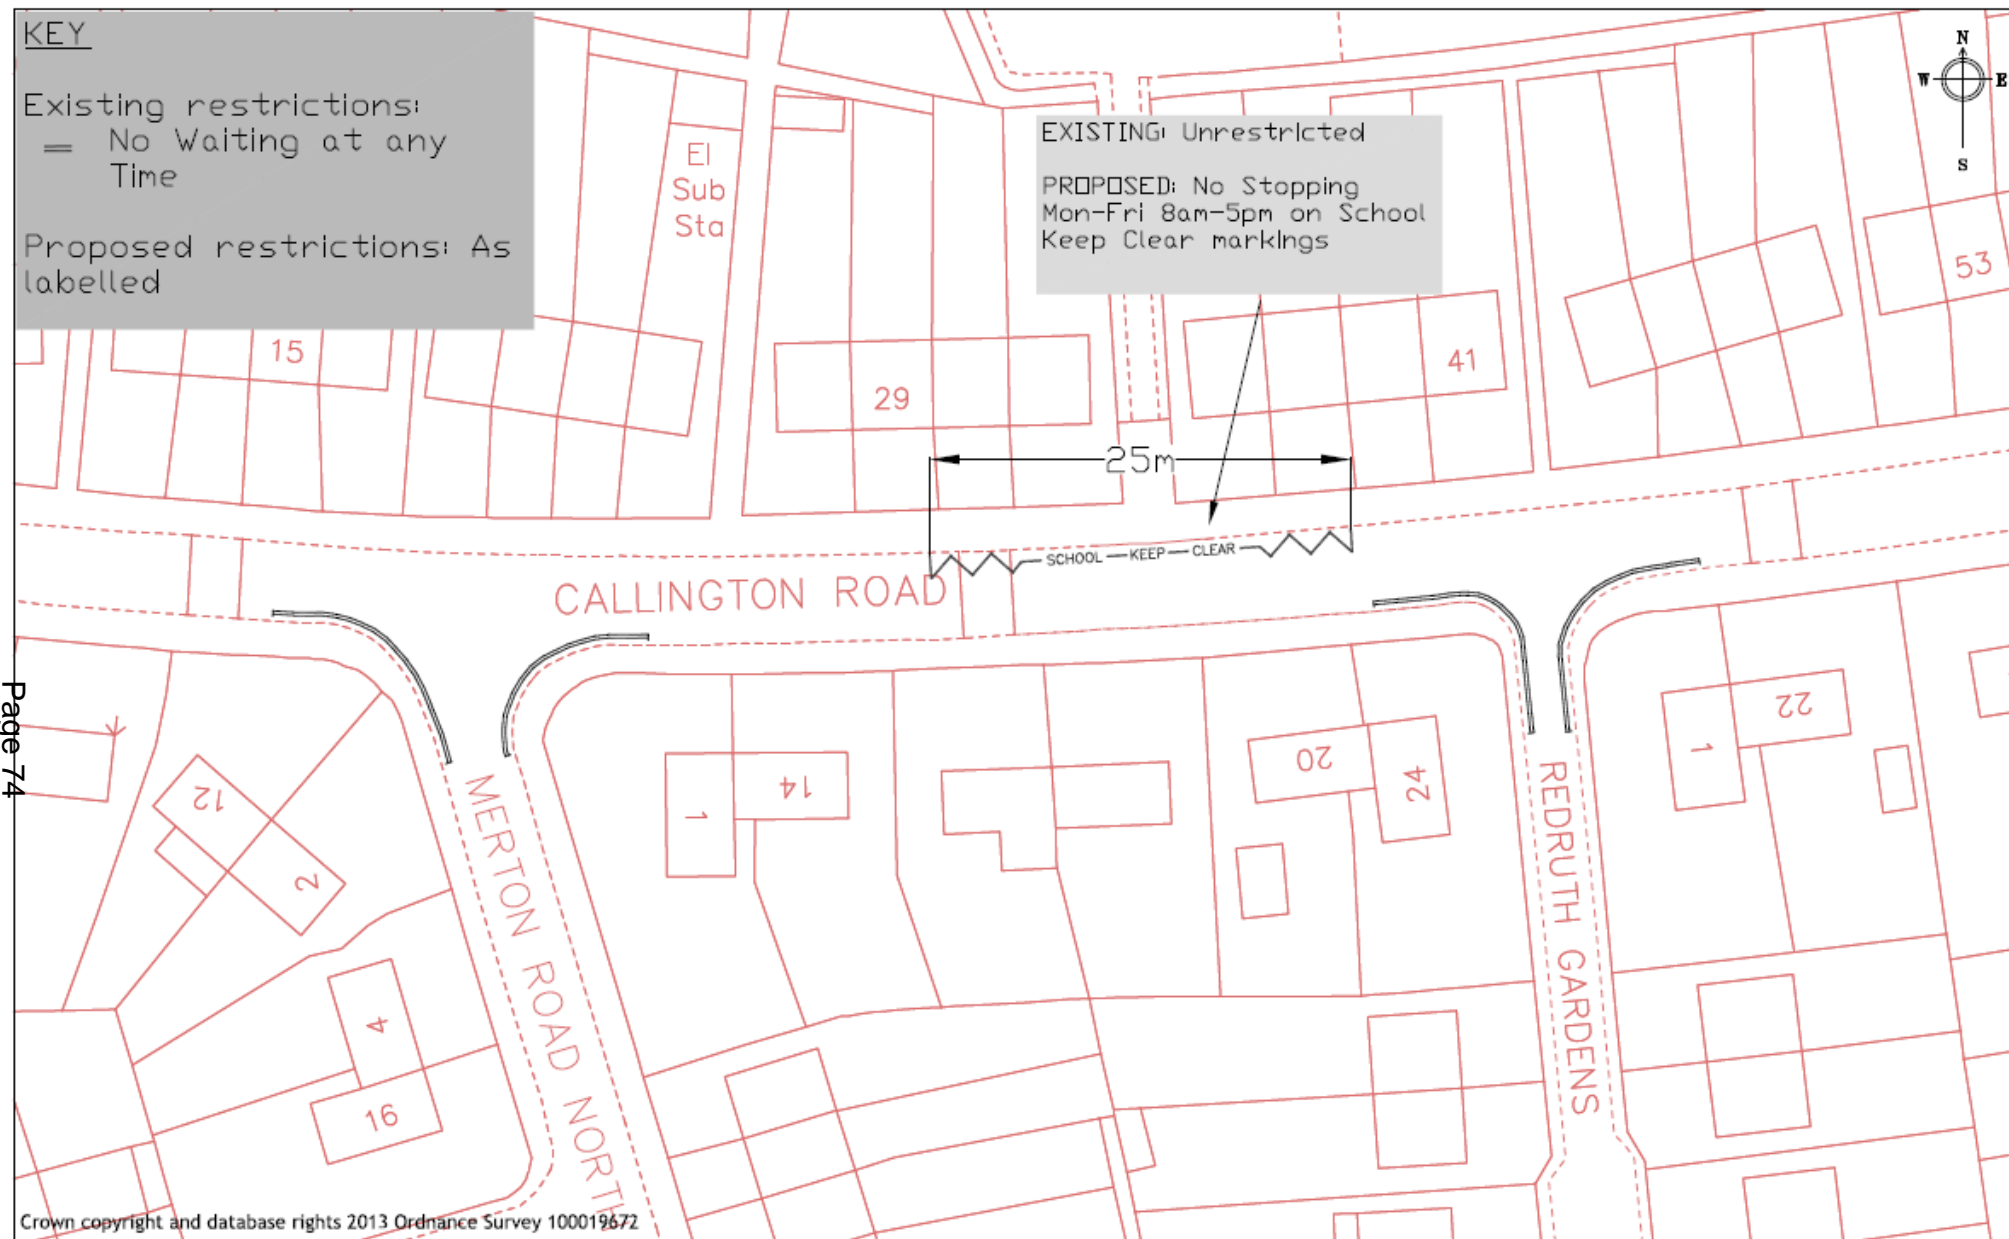 KEY
Existing restrictions:
= No Waiting at any
Time
Proposed restrictions: As
labelled
N
W E
S
EXISTING: Unrestricted
PROPOSED: No Stopping
Mon-Fri 8am-5pm on School
Keep Clear markings
El
Sub
Sta
15
29
41
53
25m
SCHOOL KEEP CLEAR
CALLINGTON ROAD
12
2
1
14
20
24
1
22
4
16
MERTON ROAD NORTH
REDRUTH GARDENS
Page 74
Crown copyright and database rights 2013 Ordnance Survey 100019672